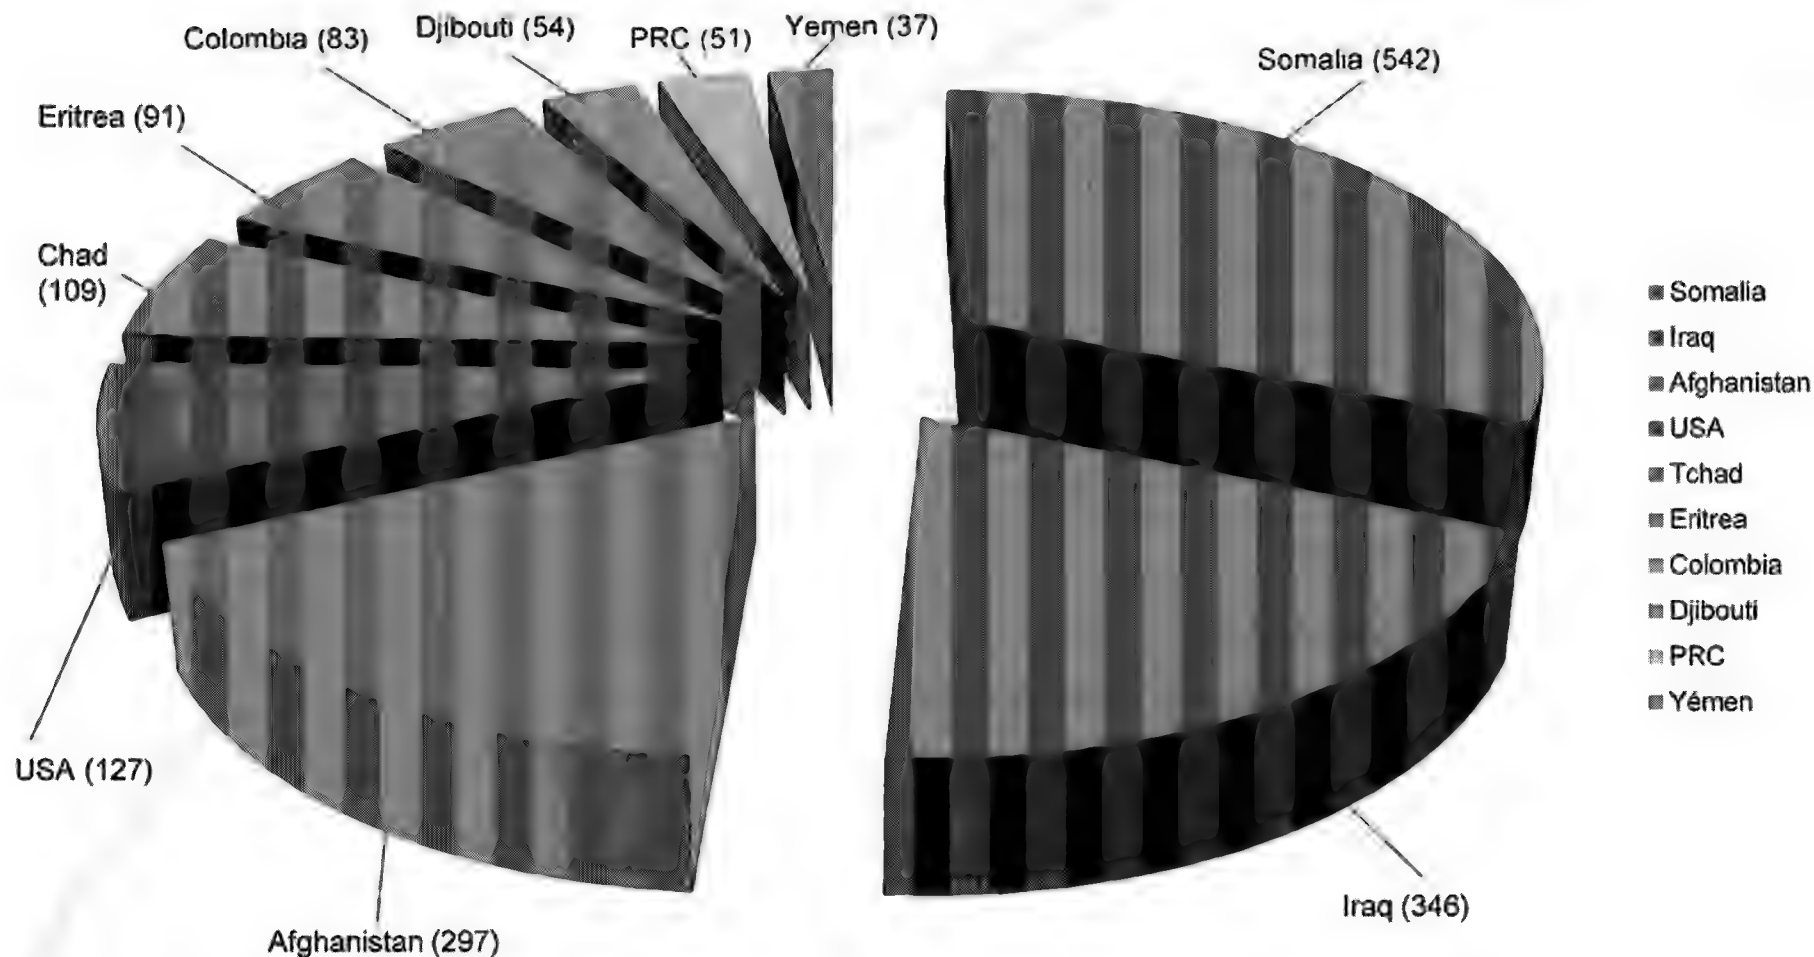 Colombia (83)
Djibouti (54)
PRC (51)
Yemen (37)
Somalia (542)
Eritrea (91)
Chad
(109)
USA (127)
Afghanistan (297)
Iraq (346)
Somalia
Iraq
Afghanistan
USA
Tchad
Eritrea
Colombia
Djibouti
PRC
Yémen